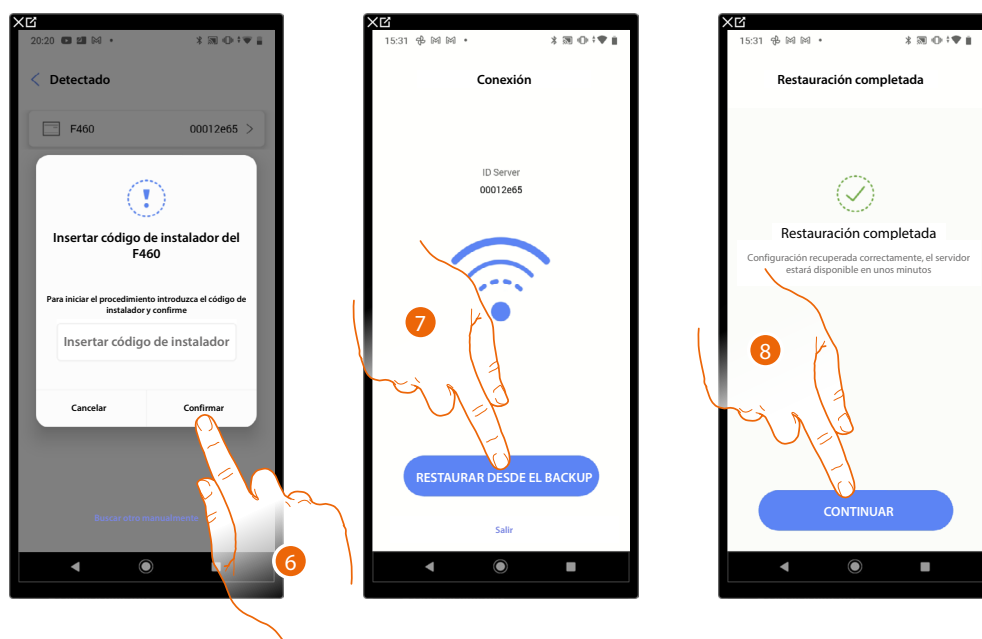 20:20
Detectado
F460 00012e65
Insertar código de instalador del
F460
Para iniciar el procedimiento introduzca el código de
instalador y confirme
Insertar código de instalador
Cancelar Confirmar
Buscar otro manualmente
6
15:31
Conexión
ID Server
00012e65
7
RESTAURAR DESDE EL BACKUP
Salir
15:31
Restauración completada
Restauración completada
Configuración recuperada correctamente, el servidor
estará disponible en unos minutos
8
CONTINUAR